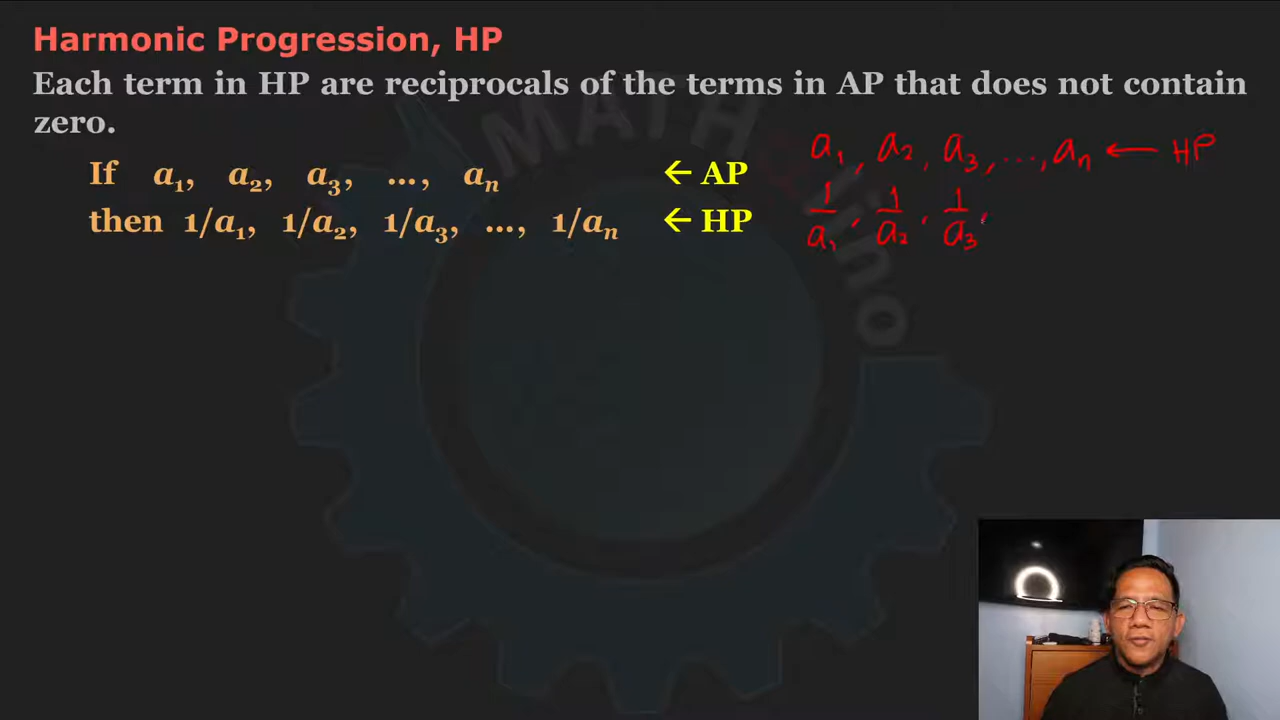 Harmonic Progression, HP
Each term in HP are reciprocals of the terms in AP that does not contain
zero.
If a₁, a₂, a₃, ..., aₙ ← AP
then 1/a₁, 1/a₂, 1/a₃, ..., 1/aₙ ← HP
a₁, a₂, a₃, ..., aₙ ← HP
1/a₁, 1/a₂, 1/a₃,
MATHalino